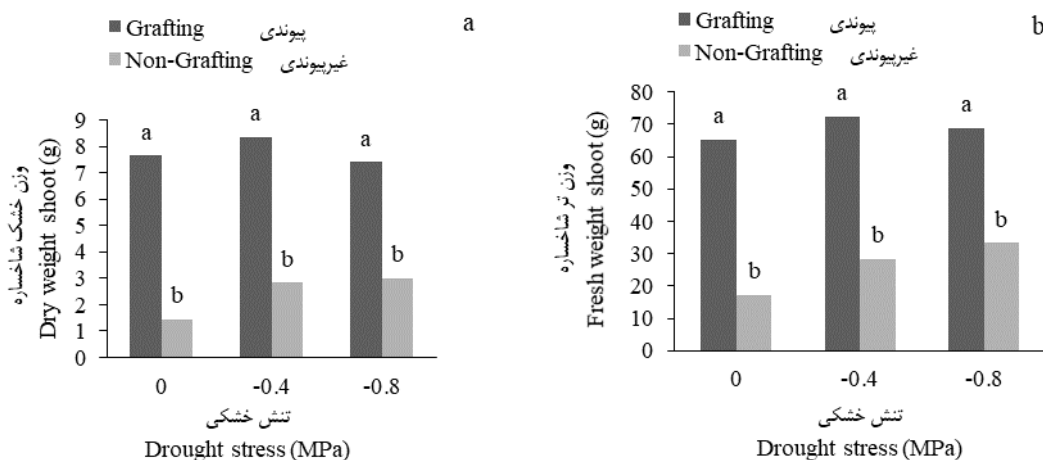 Grafting پیوندی
Non-Grafting غیرپیوندی
a
وزن خشک شاخساره
Dry weight shoot (g)
9
8
7
6
5
4
3
2
1
0
a
a
a
b
b
b
0 -0.4 -0.8
تنش خشکی
Drought stress (MPa)
Grafting پیوندی
Non-Grafting غیرپیوندی
b
وزن تر شاخساره
Fresh weight shoot (g)
80
70
60
50
40
30
20
10
0
a
a
a
b
b
b
0 -0.4 -0.8
تنش خشکی
Drought stress (MPa)